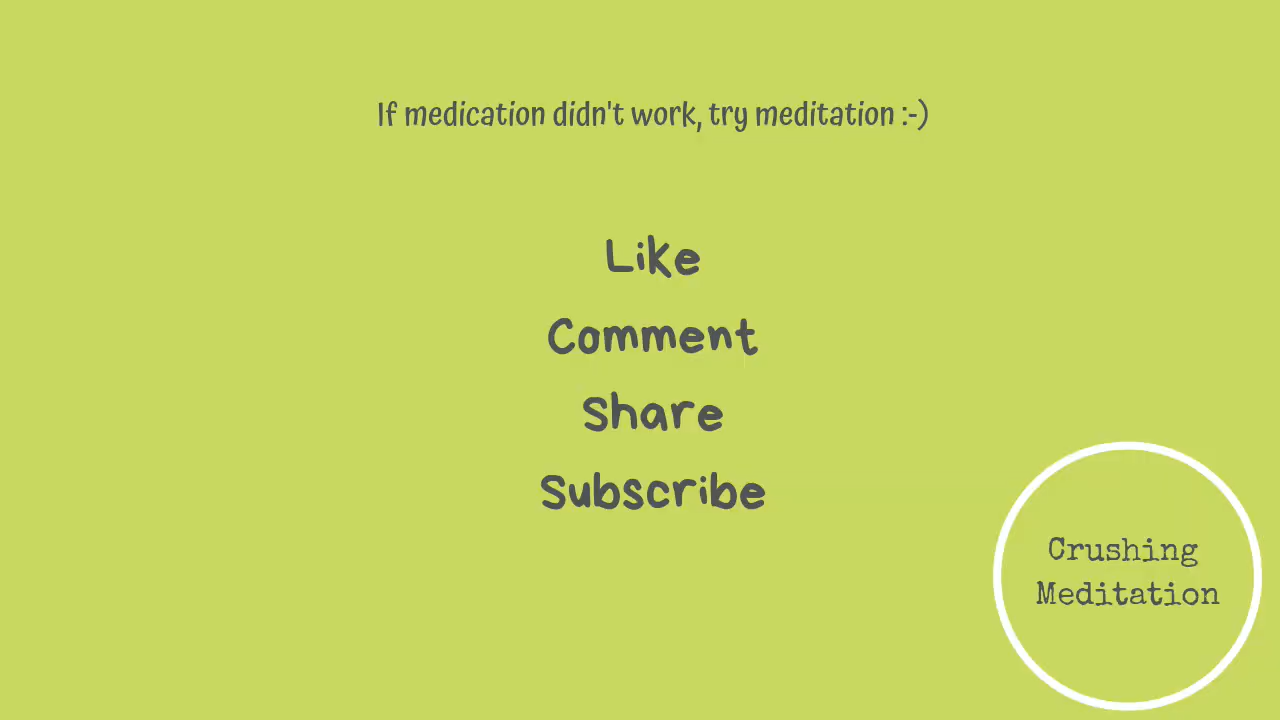 If medication didn't work, try meditation :-)
Like
Comment
Share
Subscribe
Crushing
Meditation